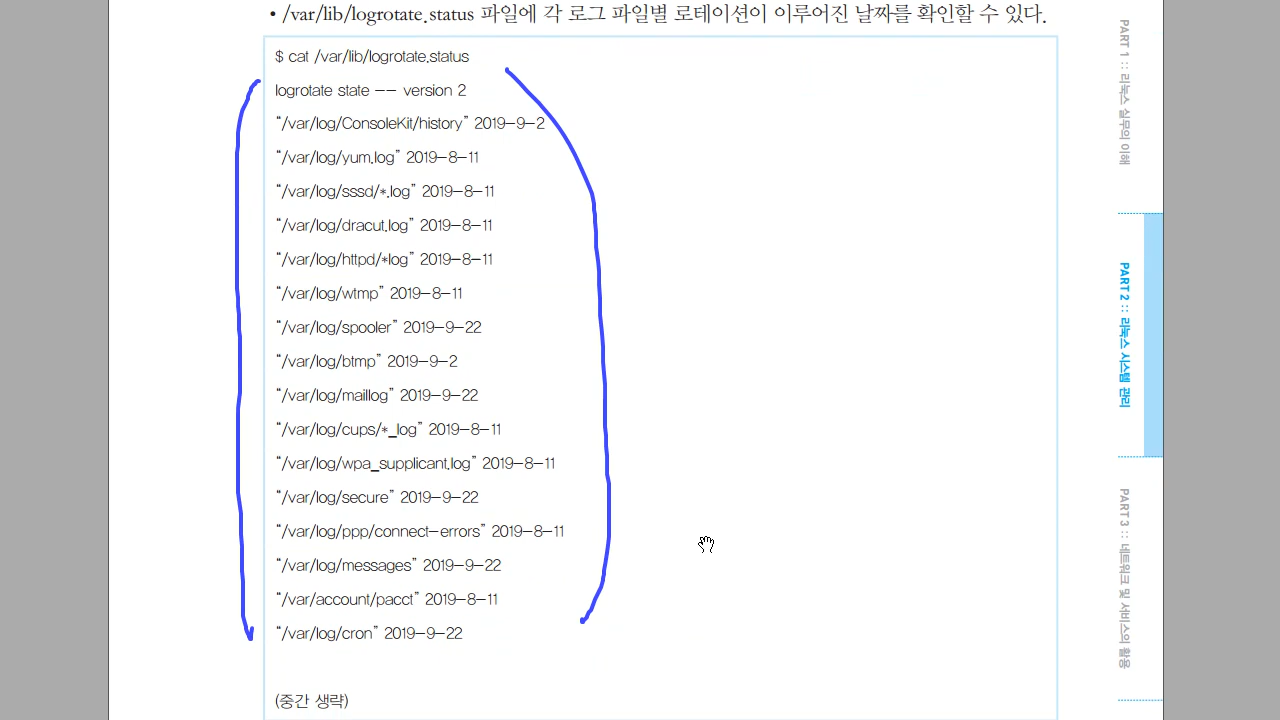 • /var/lib/logrotate.status 파일에 각 로그 파일별 로테이션이 이루어진 날짜를 확인할 수 있다.
$ cat /var/lib/logrotate.status
logrotate state -- version 2
“/var/log/ConsoleKit/history” 2019-9-2
“/var/log/yum.log” 2019-8-11
“/var/log/sssd/*.log” 2019-8-11
“/var/log/dracut.log” 2019-8-11
“/var/log/httpd/*log” 2019-8-11
“/var/log/wtmp” 2019-8-11
“/var/log/spooler” 2019-9-22
“/var/log/btmp” 2019-9-2
“/var/log/maillog” 2019-9-22
“/var/log/cups/*_log” 2019-8-11
“/var/log/wpa_supplicant.log” 2019-8-11
“/var/log/secure” 2019-9-22
“/var/log/ppp/connect-errors” 2019-8-11
“/var/log/messages” 2019-9-22
“/var/account/pacct” 2019-8-11
“/var/log/cron” 2019-9-22
(중간 생략)
PART 1 :: 리눅스 실무의 이해
PART 2 :: 리눅스 시스템 관리
PART 3 :: 네트워크 및 서비스의 활용